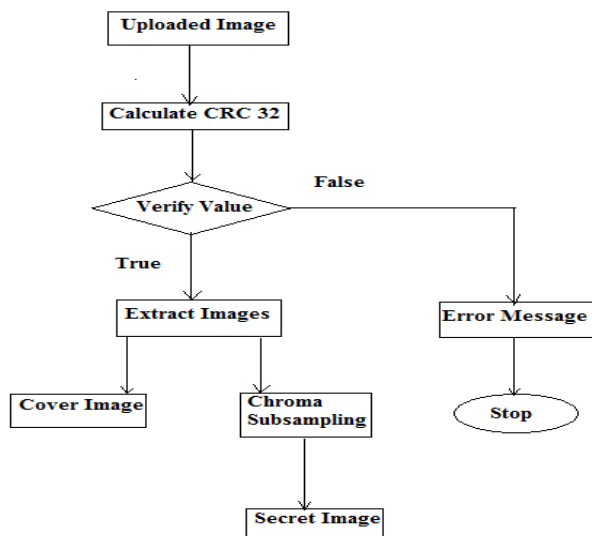 Uploaded Image
Calculate CRC 32
False
Verify Value
True
Extract Images
Error Message
Cover Image
Chroma
Subsampling
Stop
Secret Image